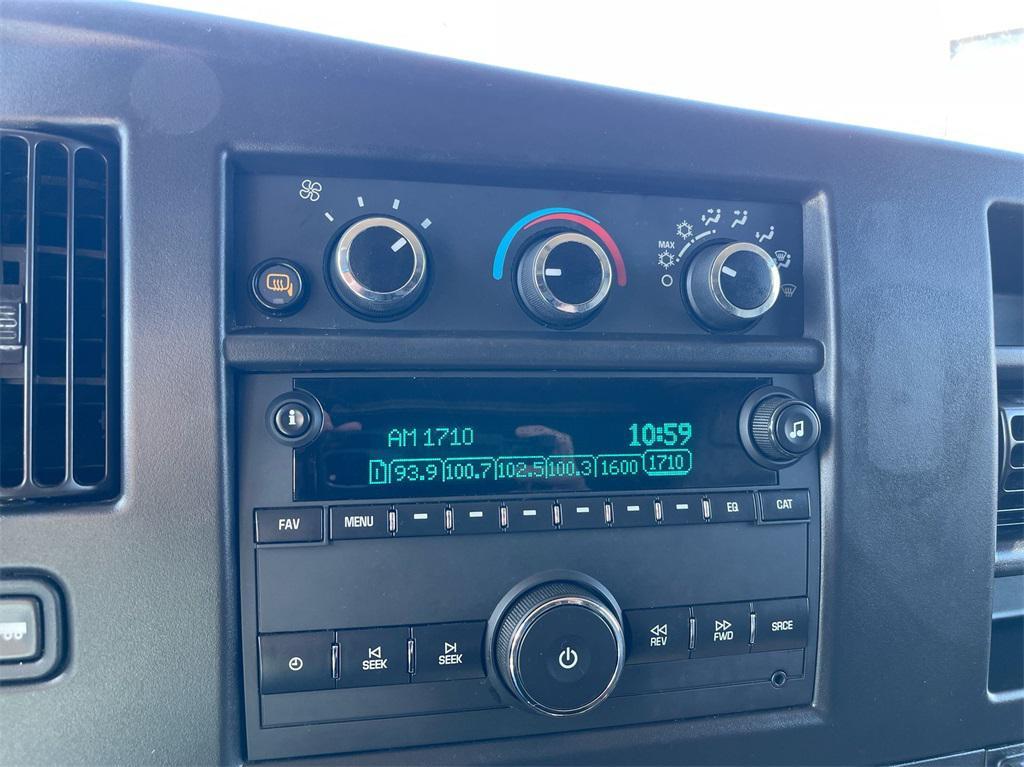 MAX
i
AM 1710 10:59
1 93.9 100.7 102.5 100.3 1600 1710
FAV MENU EQ CAT
SEEK SEEK REV FWD SRCE